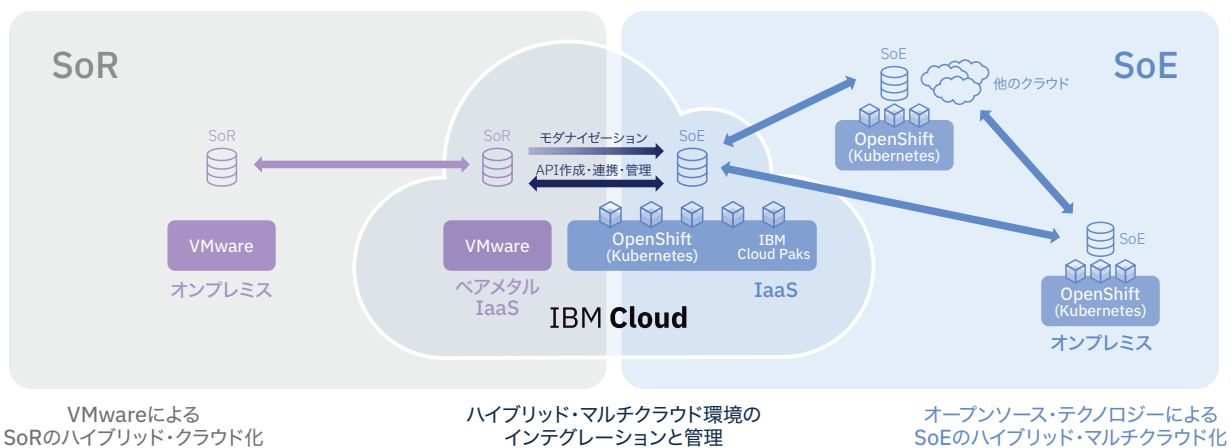 SoR
SoE
SoE
他のクラウド
SoR
SoR
モダナイゼーション
SoE
API作成・連携・管理
OpenShift
(Kubernetes)
VMware
VMware
OpenShift
(Kubernetes)
IBM
Cloud Paks
SoE
オンプレミス
ベアメタル
IaaS
IaaS
OpenShift
(Kubernetes)
IBM Cloud
オンプレミス
VMwareによる
SoRのハイブリッド・クラウド化
ハイブリッド・マルチクラウド環境の
インテグレーションと管理
オープンソース・テクノロジーによる
SoEのハイブリッド・マルチクラウド化